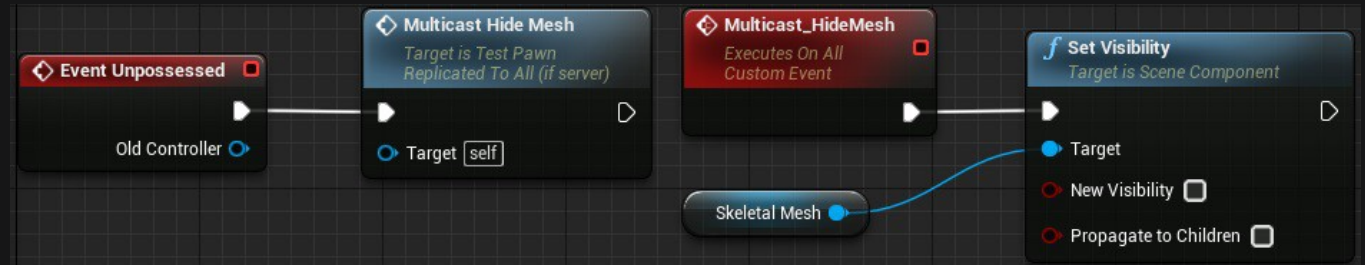 Event Unpossessed
Old Controller
Multicast Hide Mesh
Target is Test Pawn
Replicated To All (if server)
Target self
Multicast_HideMesh
Executes On All
Custom Event
Skeletal Mesh
f Set Visibility
Target is Scene Component
Target
New Visibility
Propagate to Children